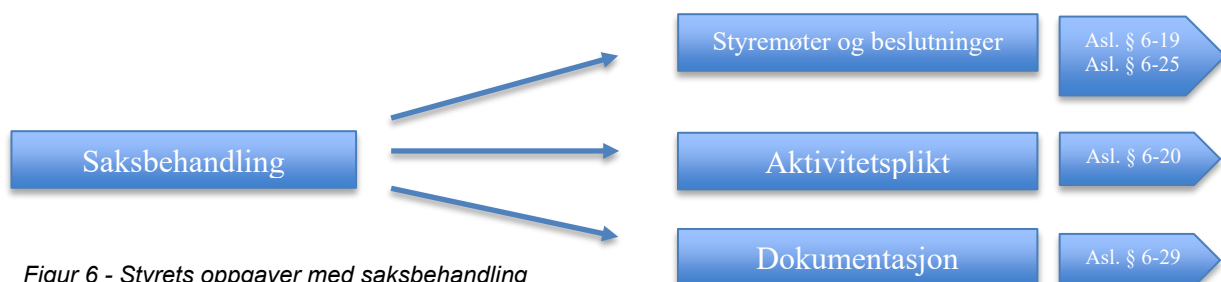 Styremøter og beslutninger
Asl. § 6-19
Asl. § 6-25
Saksbehandling
Aktivitetsplikt
Asl. § 6-20
Dokumentasjon
Asl. § 6-29
Figur 6 - Styrets oppgaver med saksbehandling